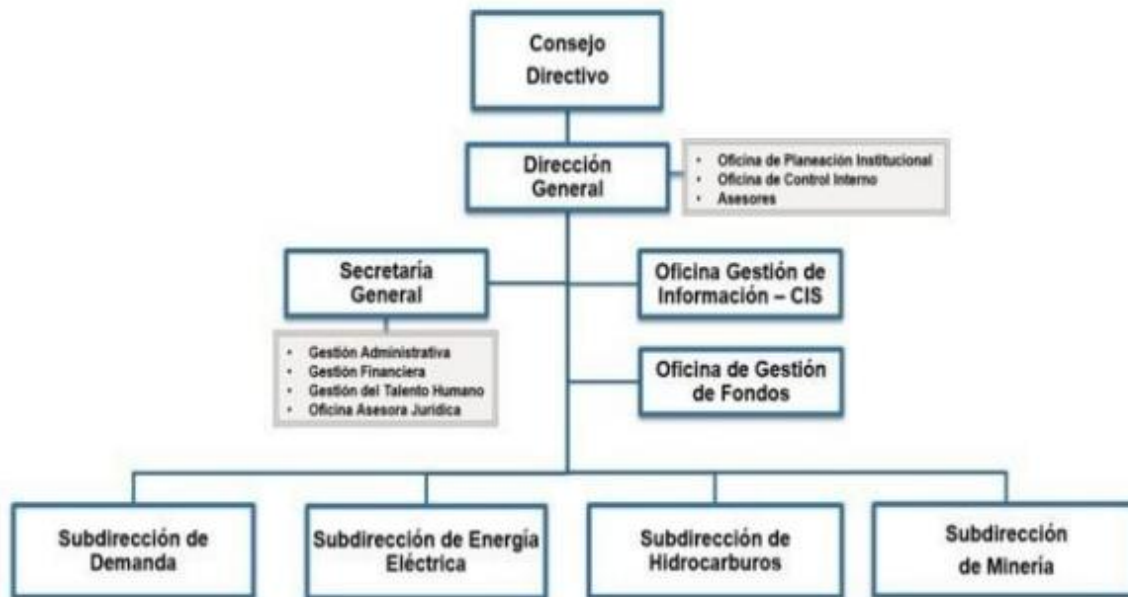 Consejo
Directivo
Dirección
General
• Oficina de Planeación Institucional
• Oficina de Control Interno
• Asesores
Secretaría
General
Oficina Gestión de
Información – CIS
• Gestión Administrativa
• Gestión Financiera
• Gestión del Talento Humano
• Oficina Asesora Jurídica
Oficina de Gestión
de Fondos
Subdirección de
Demanda
Subdirección de Energía
Eléctrica
Subdirección de
Hidrocarburos
Subdirección
de Minería